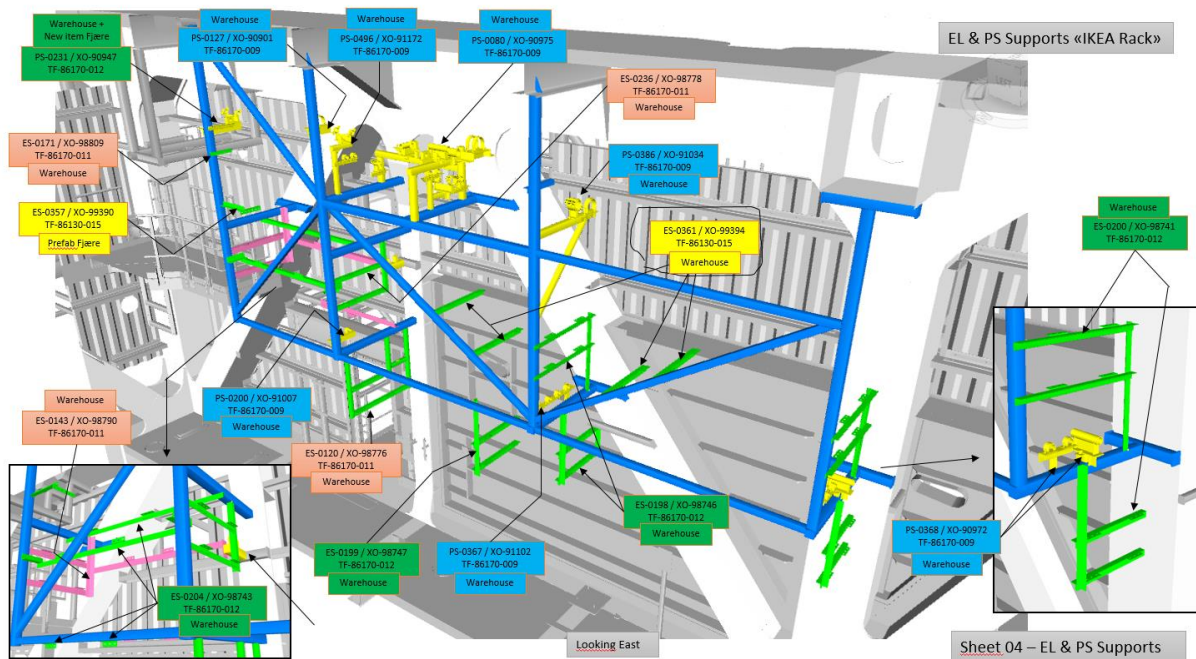 Warehouse +
New item Fjære
PS-0231 / XO-90947
TF-86170-012
Warehouse
PS-0127 / XO-90901
TF-86170-009
Warehouse
PS-0496 / XO-91172
TF-86170-009
Warehouse
PS-0080 / XO-90975
TF-86170-009
EL & PS Supports «IKEA Rack»
ES-0236 / XO-98778
TF-86170-011
Warehouse
ES-0171 / XO-98809
TF-86170-011
Warehouse
PS-0386 / XO-91034
TF-86170-009
Warehouse
ES-0357 / XO-99390
TF-86130-015
Prefab Fjære
ES-0361 / XO-99394
TF-86130-015
Warehouse
Warehouse
ES-0200 / XO-98741
TF-86170-012
Warehouse
ES-0143 / XO-98790
TF-86170-011
PS-0200 / XO-91007
TF-86170-009
Warehouse
ES-0120 / XO-98776
TF-86170-011
Warehouse
ES-0198 / XO-98746
TF-86170-012
Warehouse
PS-0368 / XO-90972
TF-86170-009
Warehouse
ES-0199 / XO-98747
TF-86170-012
Warehouse
PS-0367 / XO-91102
TF-86170-009
Warehouse
ES-0204 / XO-98743
TF-86170-012
Warehouse
Looking East
Sheet 04 – EL & PS Supports